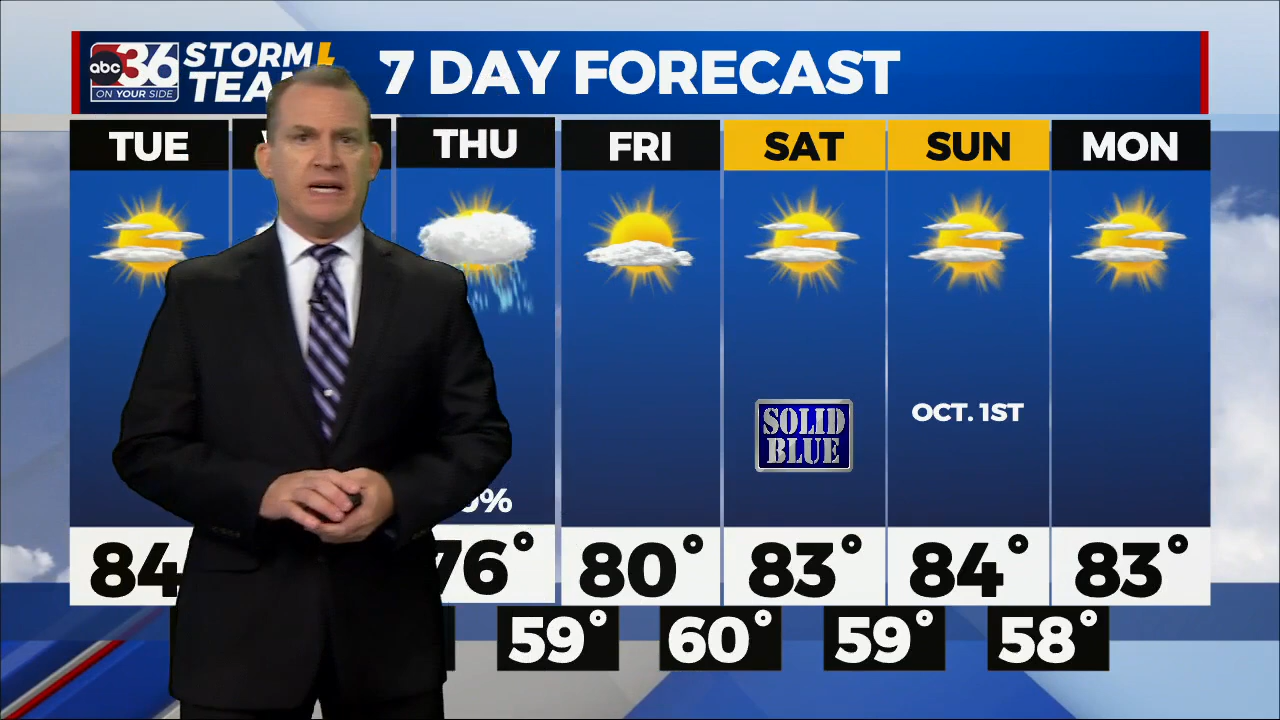 abc 36
ON YOUR SIDE
STORM
7 DAY FORECAST
TUE
THU
FRI
SAT
SUN
MON
SOLID
BLUE
OCT. 1ST
84
76°
80°
83°
84°
83°
59°
60°
59°
58°